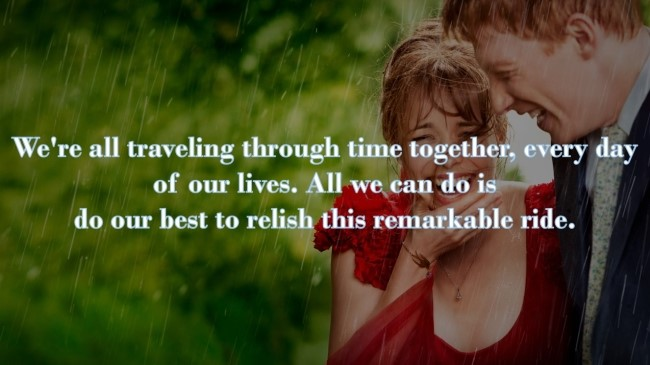 We're all traveling through time together, every day
of our lives. All we can do is
do our best to relish this remarkable ride.